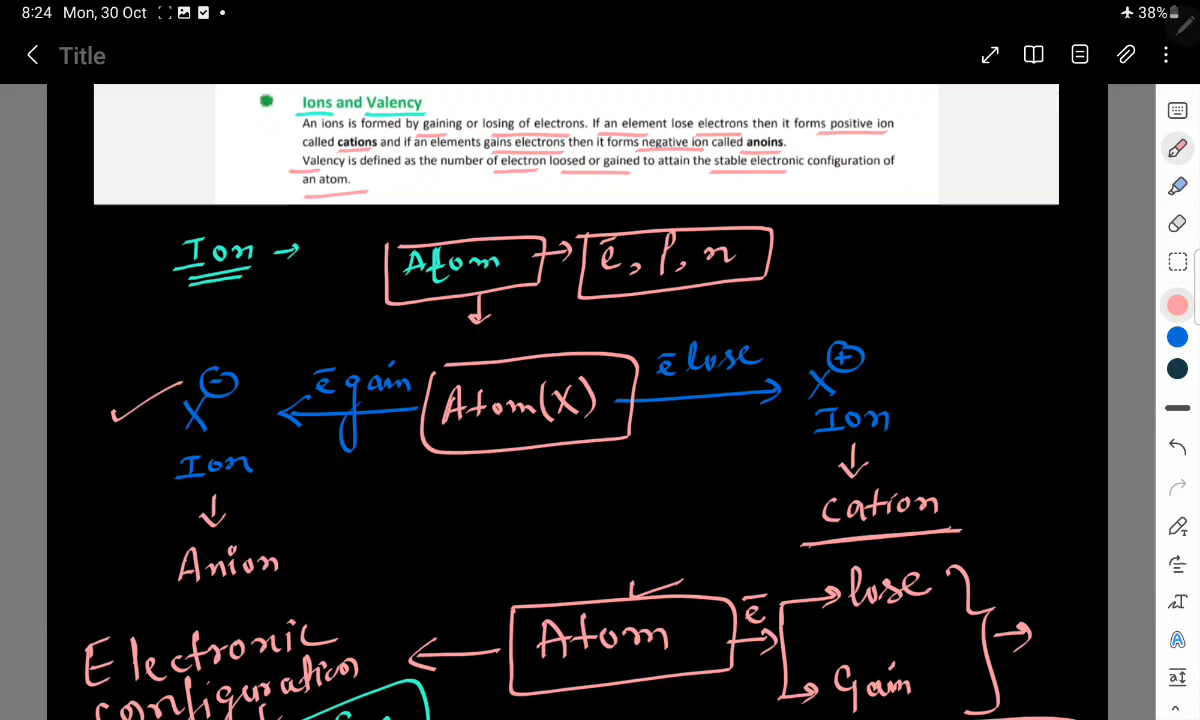 8:24 Mon, 30 Oct
38%
Title
Ions and Valency
An ions is formed by gaining or losing of electrons. If an element lose electrons then it forms positive ion
called cations and if an elements gains electrons then it forms negative ion called anoins.
Valency is defined as the number of electron loosed or gained to attain the stable electronic configuration of
an atom.
Ion → Atom → ē, p, n
X⊖ ē gain Atom(X) ē lose X⊕
Ion Ion
Anion cation
Atom ē lose
Gain
Electronic
configuration